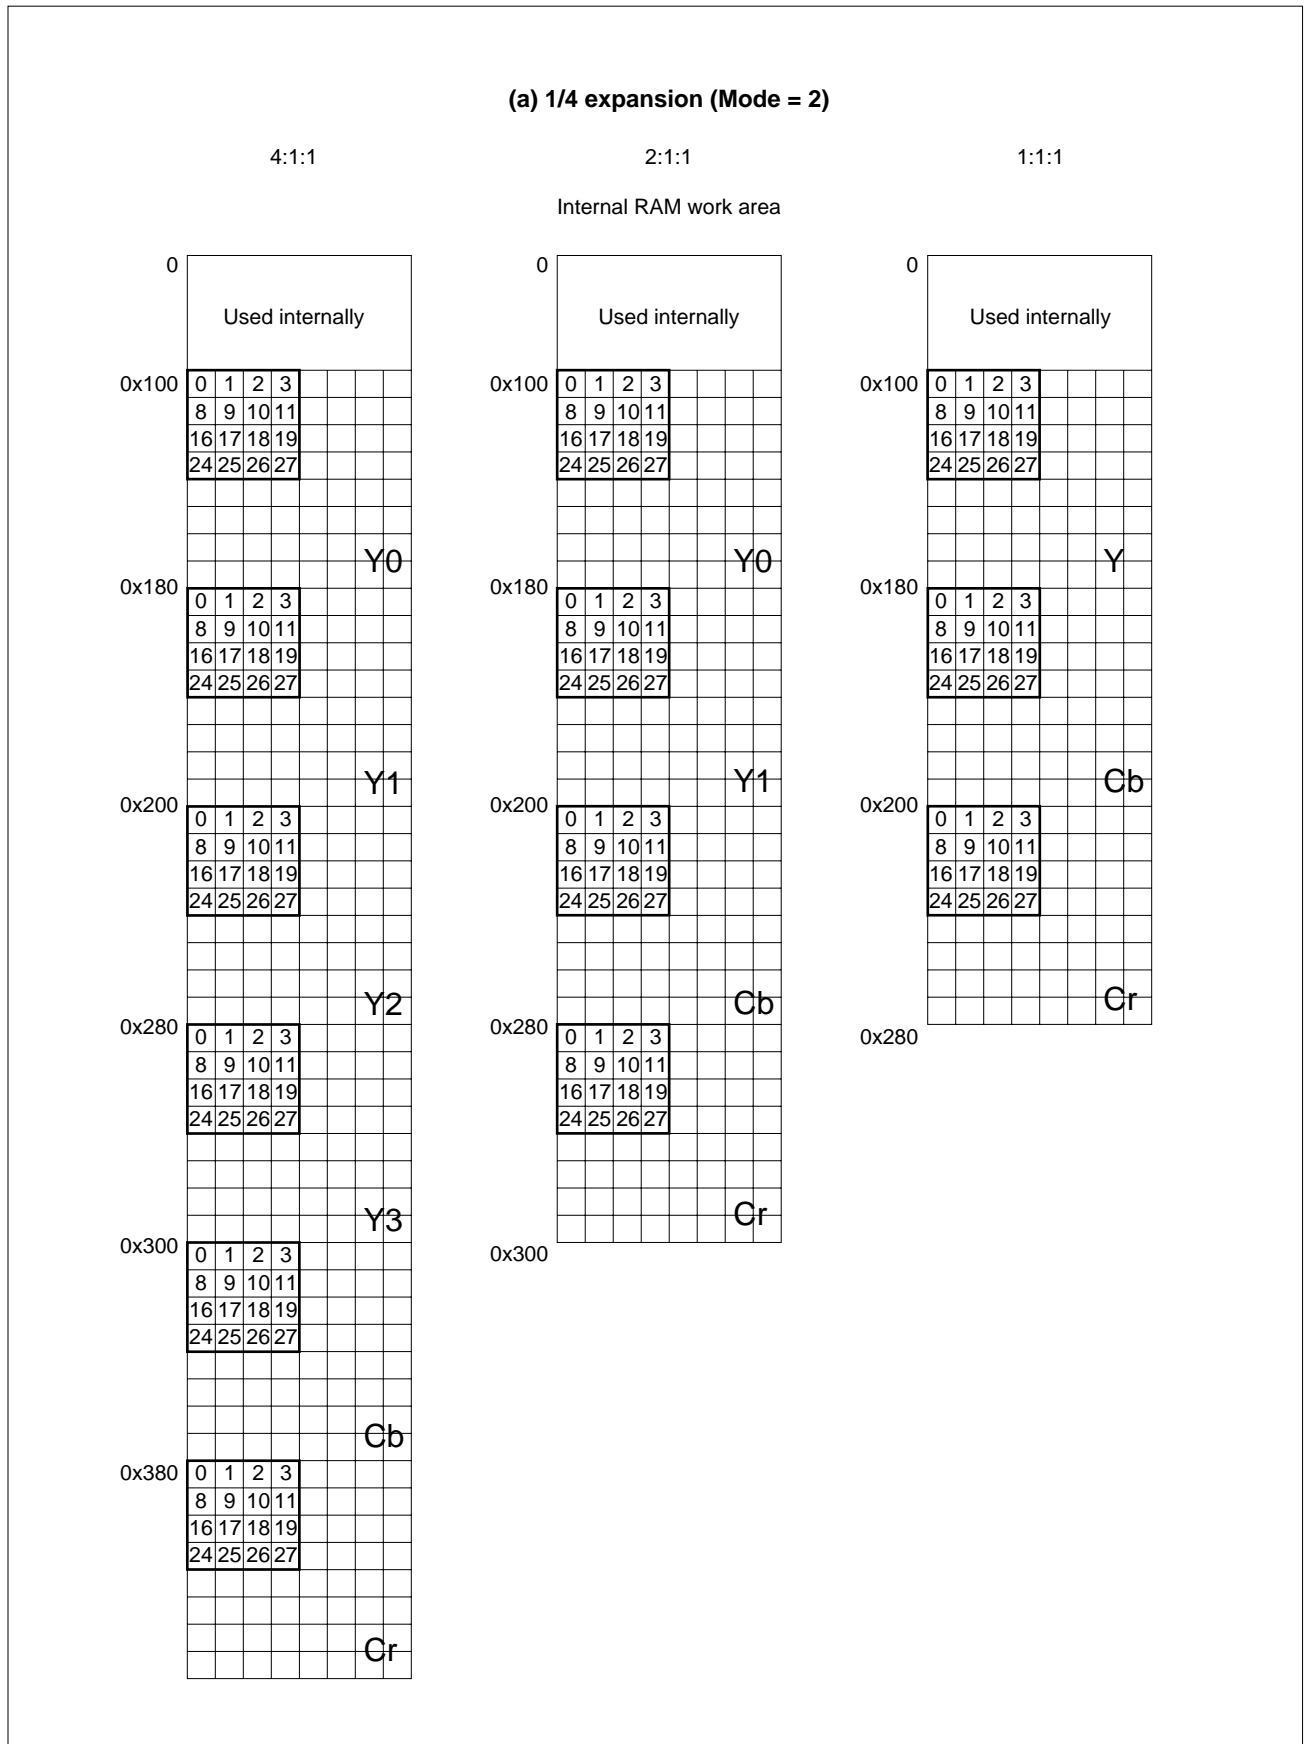 (a) 1/4 expansion (Mode = 2)
4:1:1 2:1:1 1:1:1
Internal RAM work area
0 0 0
Used internally Used internally Used internally
0x100 0 1 2 3 0x100 0 1 2 3 0x100 0 1 2 3
8 9 10 11 8 9 10 11 8 9 10 11
16 17 18 19 16 17 18 19 16 17 18 19
24 25 26 27 24 25 26 27 24 25 26 27
Y0 Y0 Y
0x180 0x180 0x180
0 1 2 3 0 1 2 3 0 1 2 3
8 9 10 11 8 9 10 11 8 9 10 11
16 17 18 19 16 17 18 19 16 17 18 19
24 25 26 27 24 25 26 27 24 25 26 27
Y1 Y1 Cb
0x200 0x200 0x200
0 1 2 3 0 1 2 3 0 1 2 3
8 9 10 11 8 9 10 11 8 9 10 11
16 17 18 19 16 17 18 19 16 17 18 19
24 25 26 27 24 25 26 27 24 25 26 27
Y2 Cb Cr
0x280 0 1 2 3 0x280 0 1 2 3 0x280
8 9 10 11 8 9 10 11
16 17 18 19 16 17 18 19
24 25 26 27 24 25 26 27
Y3 Cr
0x300 0 1 2 3 0x300
8 9 10 11
16 17 18 19
24 25 26 27
Cb
0x380 0 1 2 3
8 9 10 11
16 17 18 19
24 25 26 27
Cr